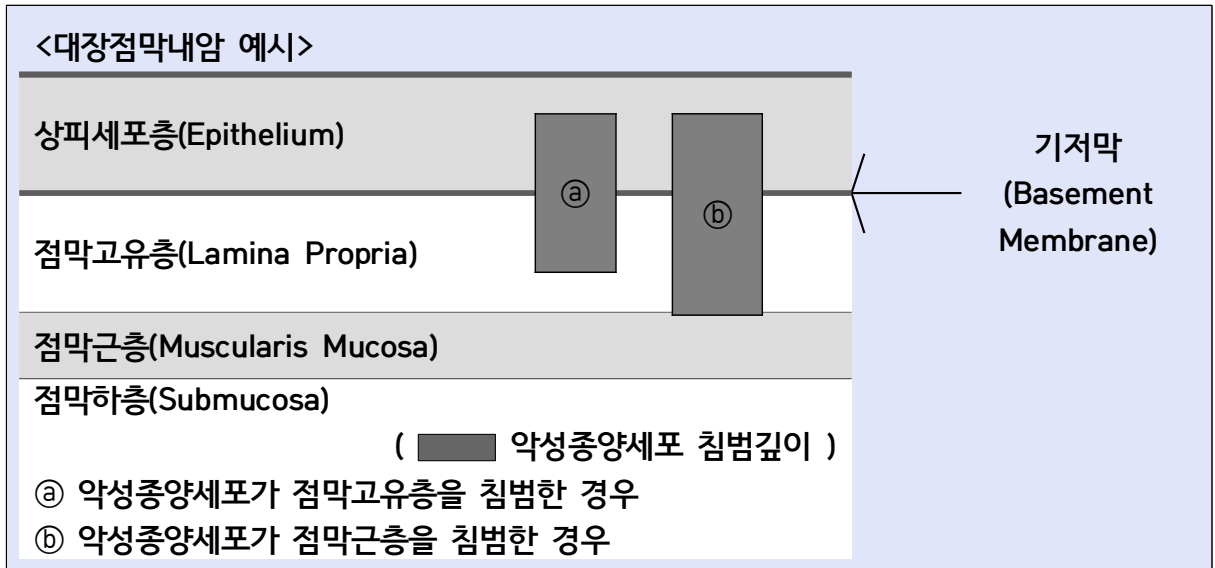 <대장점막내암 예시>
상피세포층(Epithelium)
ⓐ
ⓑ
기저막
(Basement
Membrane)
점막고유층(Lamina Propria)
점막근층(Muscularis Mucosa)
점막하층(Submucosa)
( 악성종양세포 침범깊이 )
ⓐ 악성종양세포가 점막고유층을 침범한 경우
ⓑ 악성종양세포가 점막근층을 침범한 경우